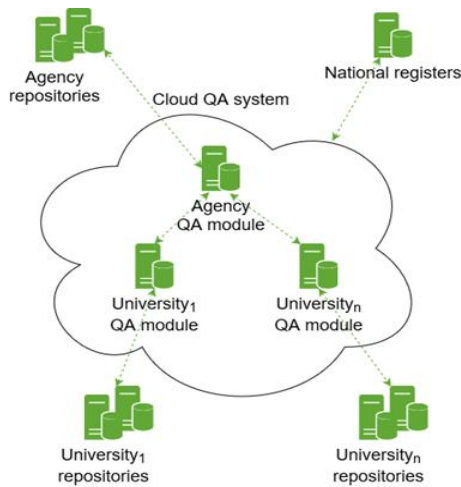 Agency
repositories
National registers
Cloud QA system
Agency
QA module
University₁
QA module
Universityₙ
QA module
University₁
repositories
Universityₙ
repositories